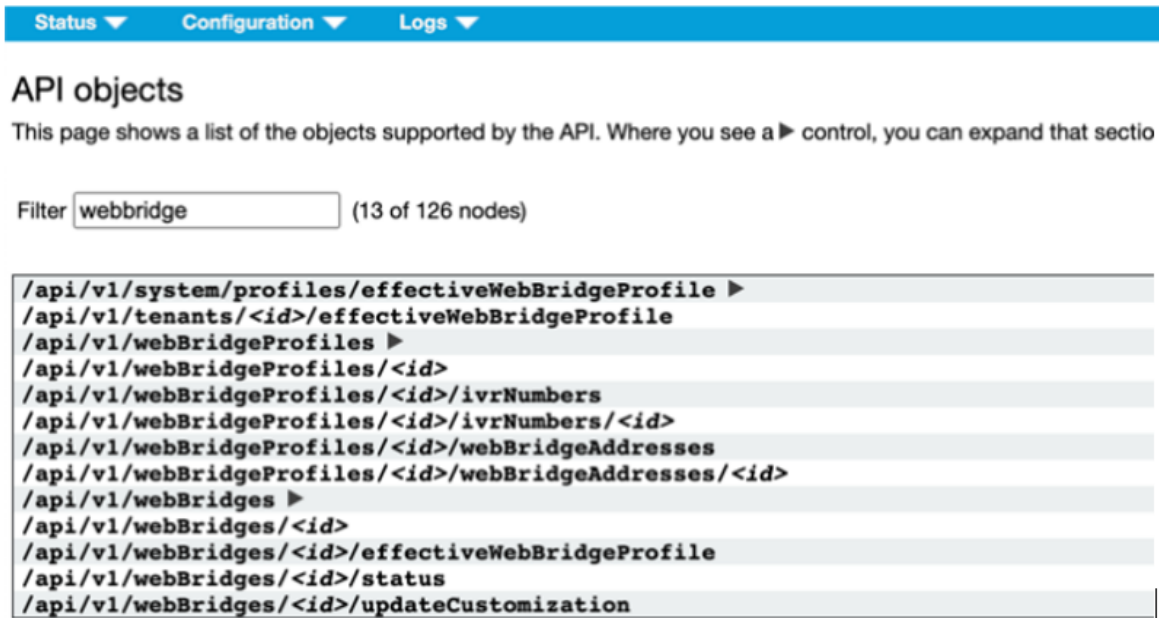 Status Configuration Logs
API objects
This page shows a list of the objects supported by the API. Where you see a ▶ control, you can expand that sectio
Filter webbridge (13 of 126 nodes)
/api/v1/system/profiles/effectiveWebBridgeProfile ▶
/api/v1/tenants/<id>/effectiveWebBridgeProfile
/api/v1/webBridgeProfiles ▶
/api/v1/webBridgeProfiles/<id>
/api/v1/webBridgeProfiles/<id>/ivrNumbers
/api/v1/webBridgeProfiles/<id>/ivrNumbers/<id>
/api/v1/webBridgeProfiles/<id>/webBridgeAddresses
/api/v1/webBridgeProfiles/<id>/webBridgeAddresses/<id>
/api/v1/webBridges ▶
/api/v1/webBridges/<id>
/api/v1/webBridges/<id>/effectiveWebBridgeProfile
/api/v1/webBridges/<id>/status
/api/v1/webBridges/<id>/updateCustomization